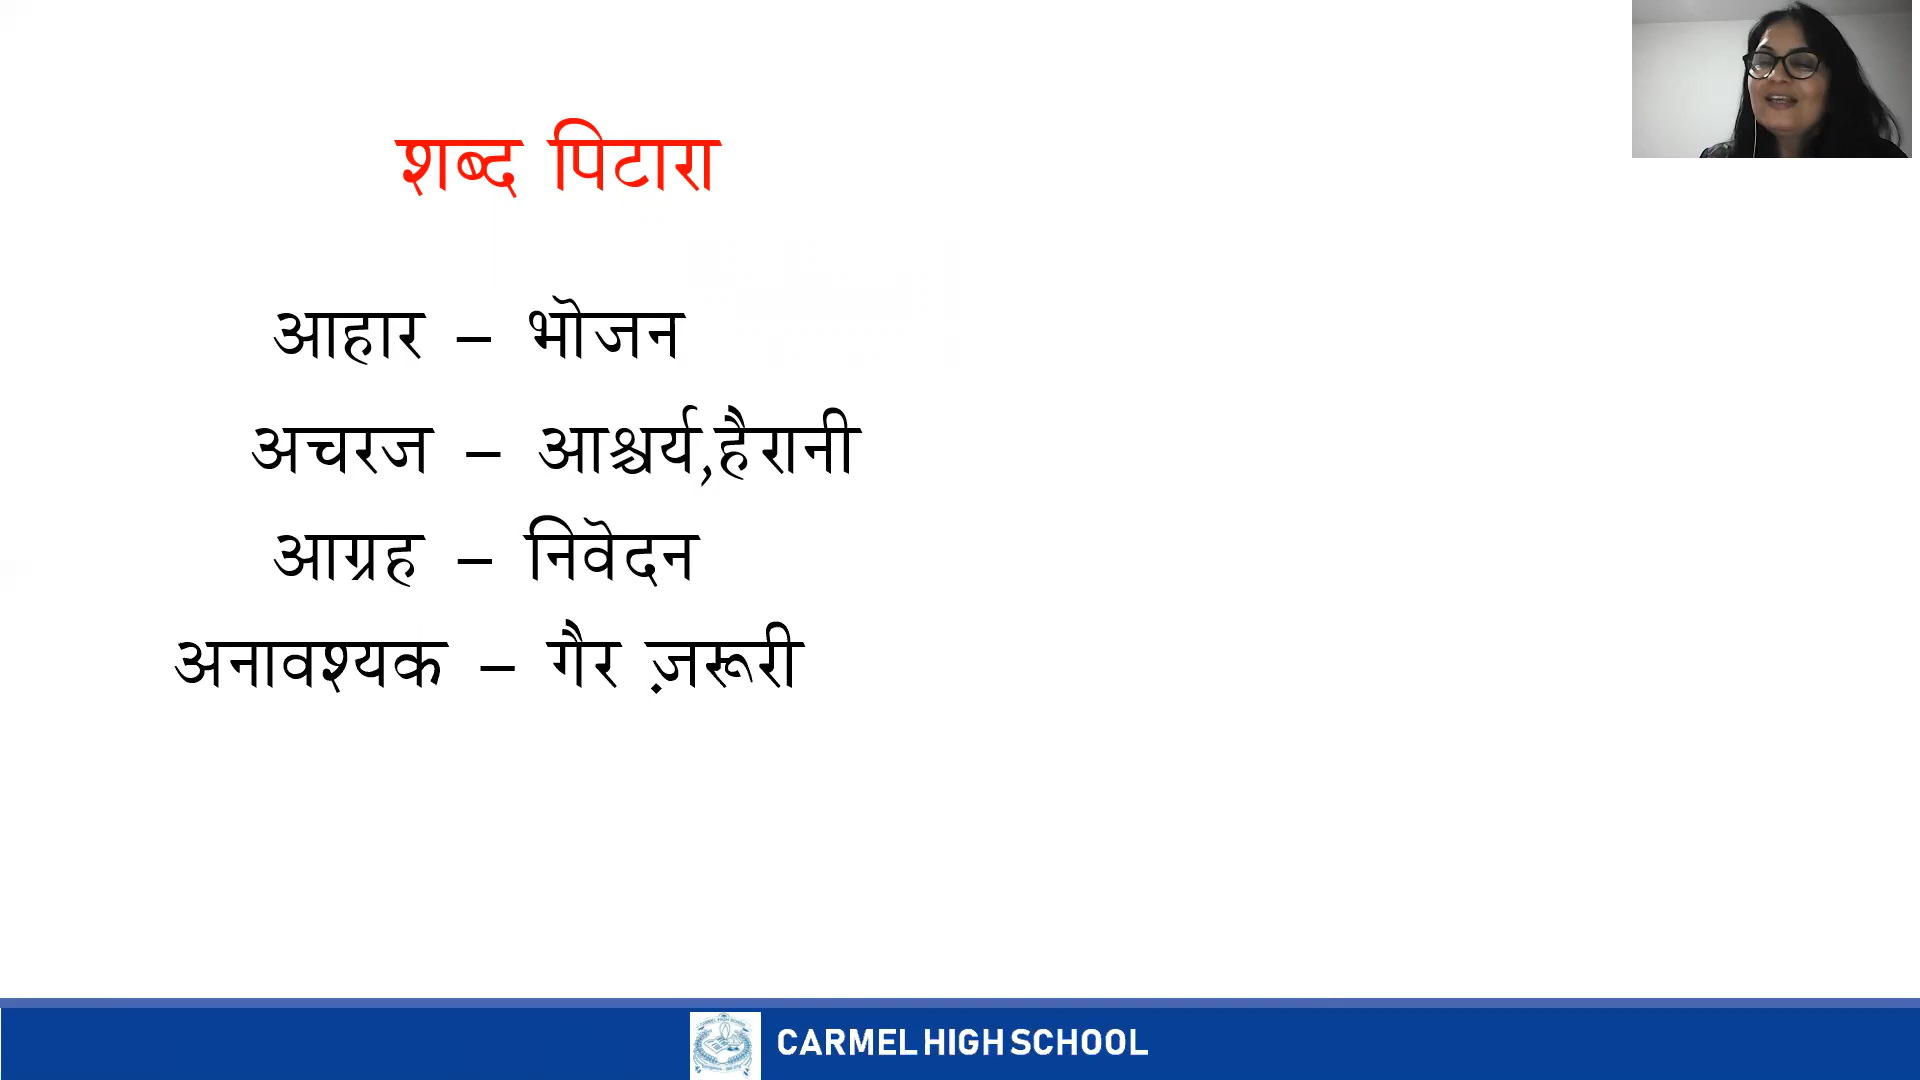 शब्द पिटारा
आहार – भॊजन
अचरज – आश्चर्य,हैरानी
आग्रह – निवॆदन
अनावश्यक – गैर ज़रूरी
CARMEL HIGH SCHOOL